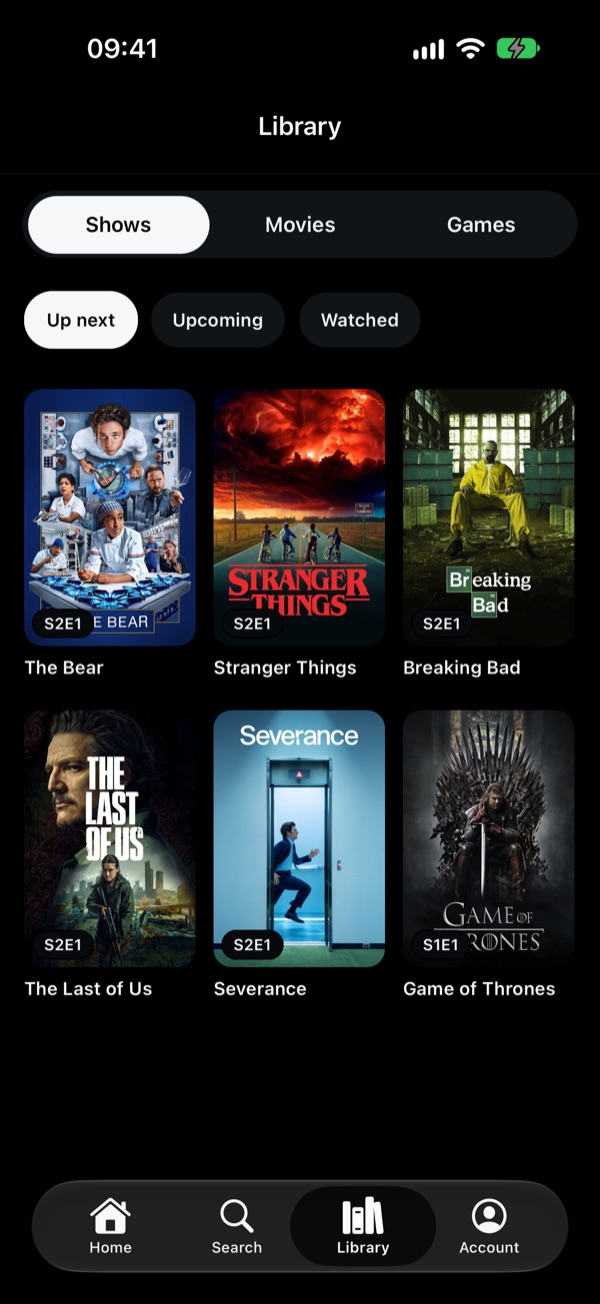 09:41
Library
Shows Movies Games
Up next Upcoming Watched
E BEAR
S2E1
The Bear
STRANGER
THINGS
S2E1
Stranger Things
Breaking
Bad
S2E1
Breaking Bad
THE
LAST
OF US
S2E1
The Last of Us
Severance
S2E1
Severance
GAME OF
RONES
S1E1
Game of Thrones
Home Search Library Account